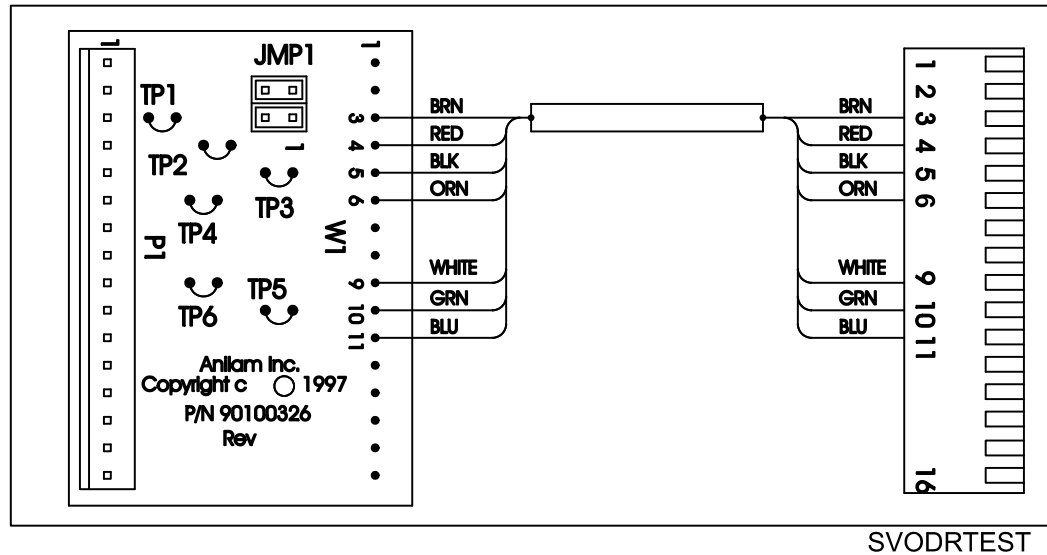 1
JMP1
1
TP1
TP2
1
TP3
TP4
P1
W1
TP5
TP6
3
4
5
6
9
10
11
Anilam Inc.
Copyright c 1997
P/N 90100326
Rev
BRN
RED
BLK
ORN
WHITE
GRN
BLU
BRN
RED
BLK
ORN
WHITE
GRN
BLU
1
2
3
4
5
6
9
10
11
16
SVODRTEST